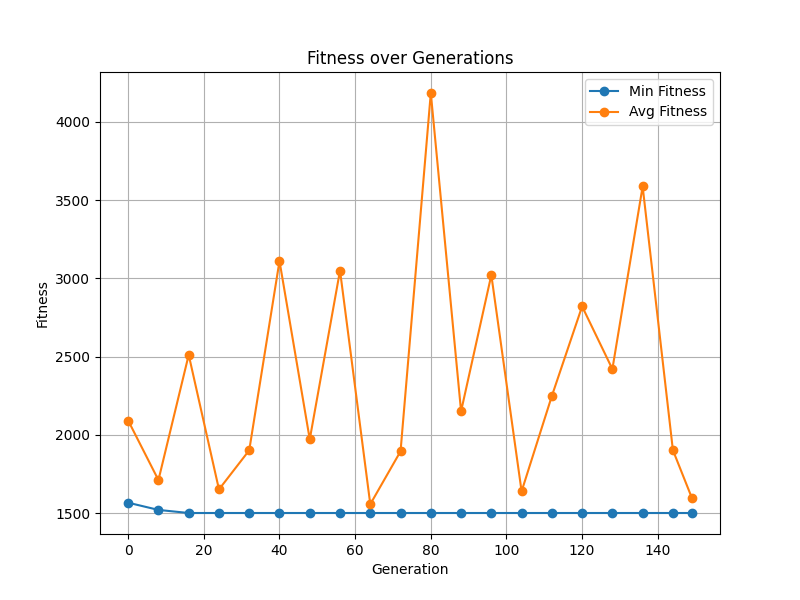 Fitness over Generations
Min Fitness
Avg Fitness
4000
3500
3000
2500
2000
1500
Fitness
0 20 40 60 80 100 120 140
Generation